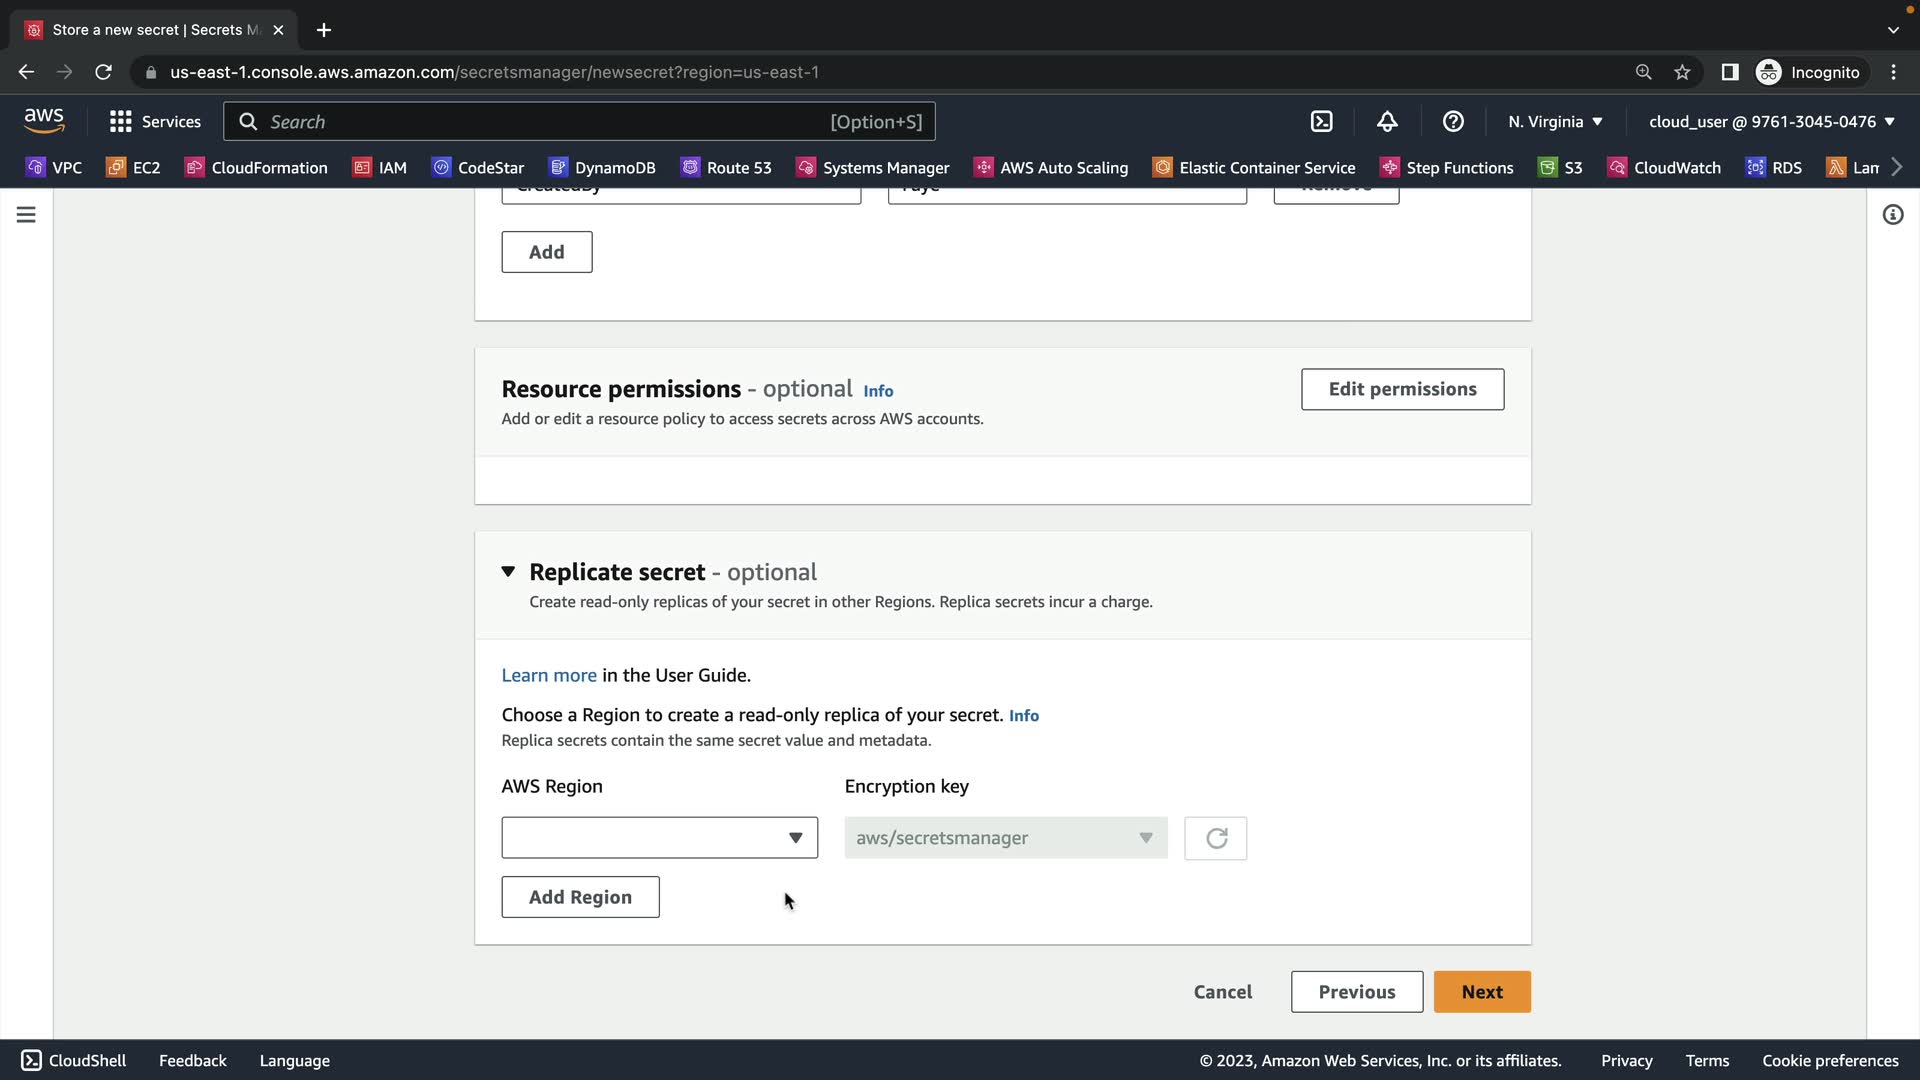 Store a new secret | Secrets M
us-east-1.console.aws.amazon.com/secretsmanager/newsecret?region=us-east-1
Incognito
aws
Services
Search
[Option+S]
N. Virginia
cloud_user @ 9761-3045-0476
VPC
EC2
CloudFormation
IAM
CodeStar
DynamoDB
Route 53
Systems Manager
AWS Auto Scaling
Elastic Container Service
Step Functions
S3
CloudWatch
RDS
Lam
CreatedBy
Faye
Remove
Add
Resource permissions - optional Info
Edit permissions
Add or edit a resource policy to access secrets across AWS accounts.
Replicate secret - optional
Create read-only replicas of your secret in other Regions. Replica secrets incur a charge.
Learn more in the User Guide.
Choose a Region to create a read-only replica of your secret. Info
Replica secrets contain the same secret value and metadata.
AWS Region
Encryption key
aws/secretsmanager
Add Region
Cancel
Previous
Next
CloudShell
Feedback
Language
© 2023, Amazon Web Services, Inc. or its affiliates.
Privacy
Terms
Cookie preferences